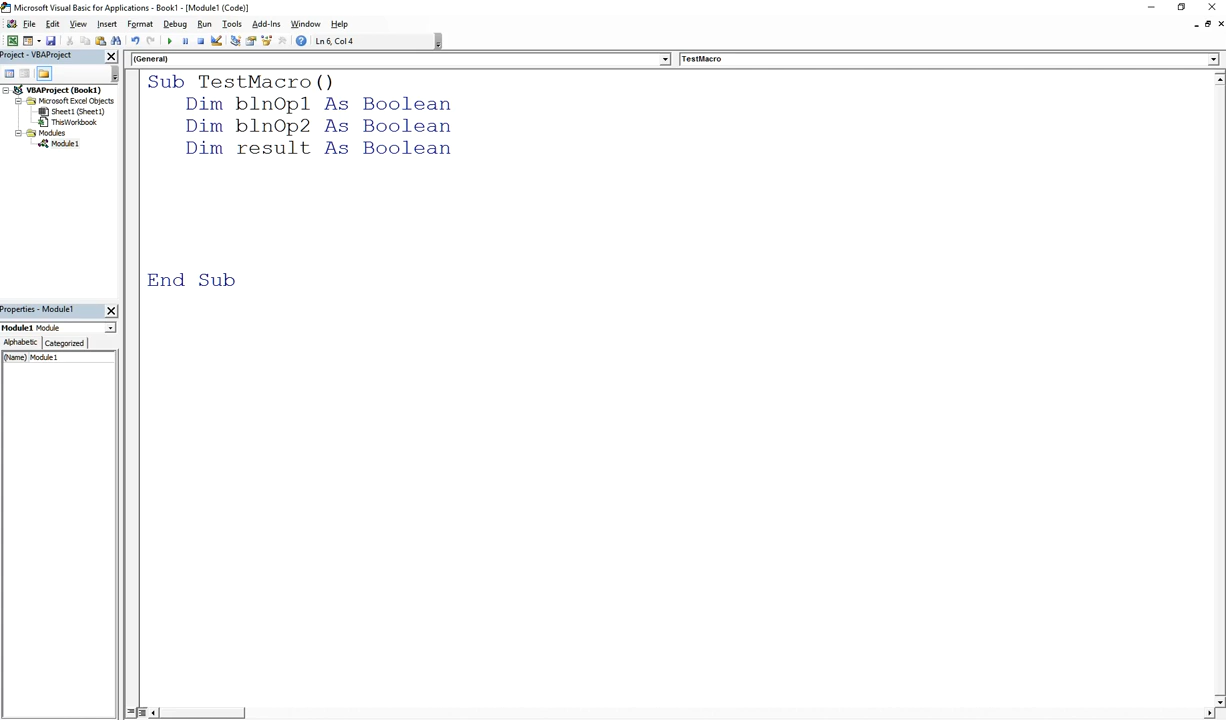 Microsoft Visual Basic for Applications - Book1 - [Module1 (Code)]
File Edit View Insert Format Debug Run Tools Add-Ins Window Help
Ln 6, Col 4
Project - VBAProject
(General)
TestMacro
VBAProject (Book1)
Microsoft Excel Objects
Sheet1 (Sheet1)
ThisWorkbook
Modules
Module1
Sub TestMacro()
Dim blnOp1 As Boolean
Dim blnOp2 As Boolean
Dim result As Boolean
End Sub
Properties - Module1
Module1 Module
Alphabetic Categorized
(Name) Module1